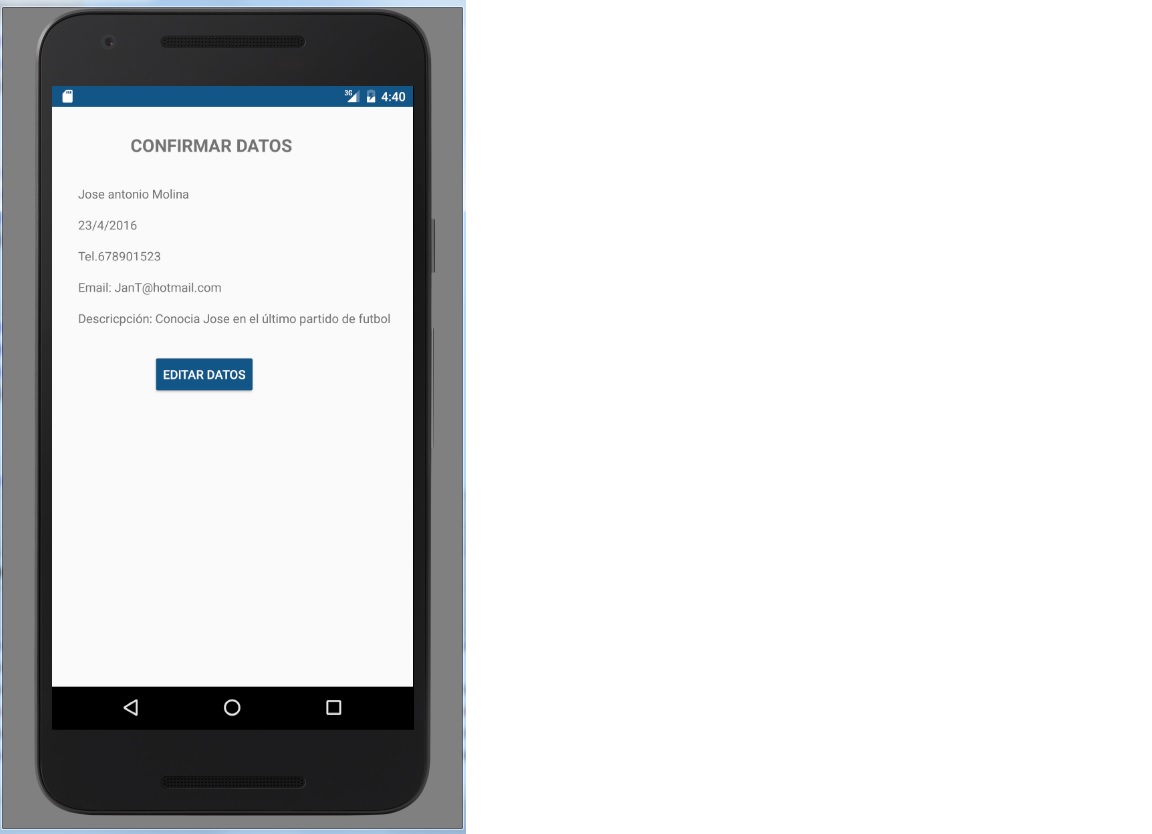 3G 4:40
CONFIRMAR DATOS
Jose antonio Molina
23/4/2016
Tel.678901523
Email: JanT@hotmail.com
Descricpción: Conocia Jose en el último partido de futbol
EDITAR DATOS